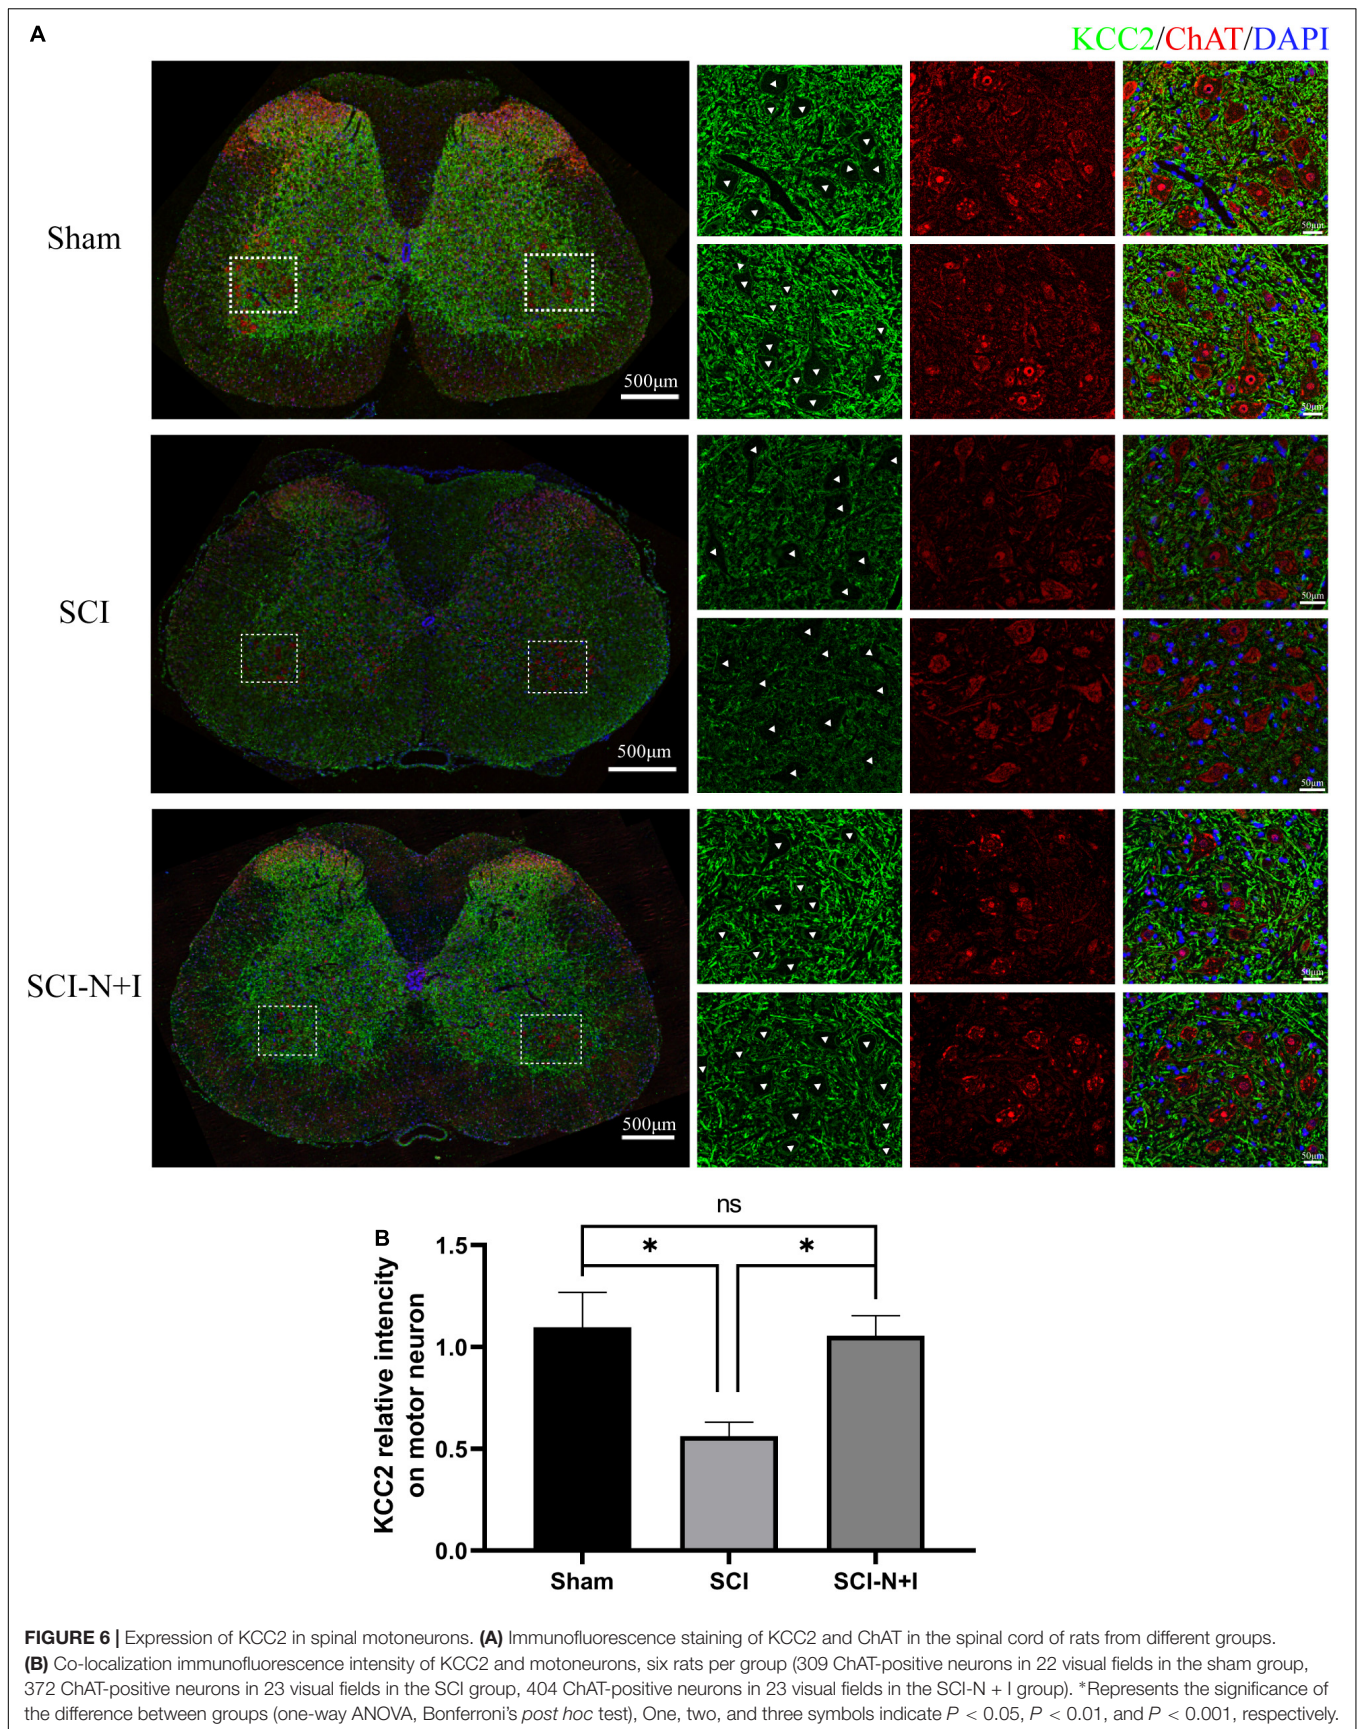 A
KCC2/ChAT/DAPI
Sham
500μm
50μm
50μm
SCI
500μm
50μm
50μm
SCI-N+I
500μm
50μm
50μm
B
KCC2 relative intencity
on motor neuron
1.5
1.0
0.5
0.0
ns
*
*
Sham
SCI
SCI-N+I
FIGURE 6 | Expression of KCC2 in spinal motoneurons. (A) Immunofluorescence staining of KCC2 and ChAT in the spinal cord of rats from different groups.
(B) Co-localization immunofluorescence intensity of KCC2 and motoneurons, six rats per group (309 ChAT-positive neurons in 22 visual fields in the sham group,
372 ChAT-positive neurons in 23 visual fields in the SCI group, 404 ChAT-positive neurons in 23 visual fields in the SCI-N + I group). *Represents the significance of
the difference between groups (one-way ANOVA, Bonferroni's post hoc test), One, two, and three symbols indicate P < 0.05, P < 0.01, and P < 0.001, respectively.